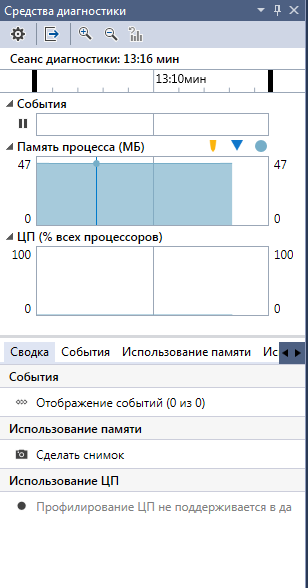 Средства диагностики
Сеанс диагностики: 13:16 мин
13:10мин
События
Память процесса (МБ)
47
47
0
0
ЦП (% всех процессоров)
100
100
0
0
Сводка
События
Использование памяти
Ис
События
Отображение событий (0 из 0)
Использование памяти
Сделать снимок
Использование ЦП
Профилирование ЦП не поддерживается в да